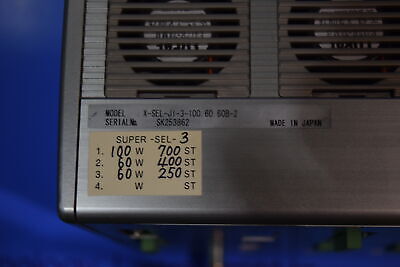 MODEL X-SEL-JY-3-100 60 60B-2
SERIAL№ SK253862 MADE IN JAPAN
SUPER -SEL- 3
1. 100 W 700 ST
2. 60 W 400 ST
3. 60 W 250 ST
4. W ST